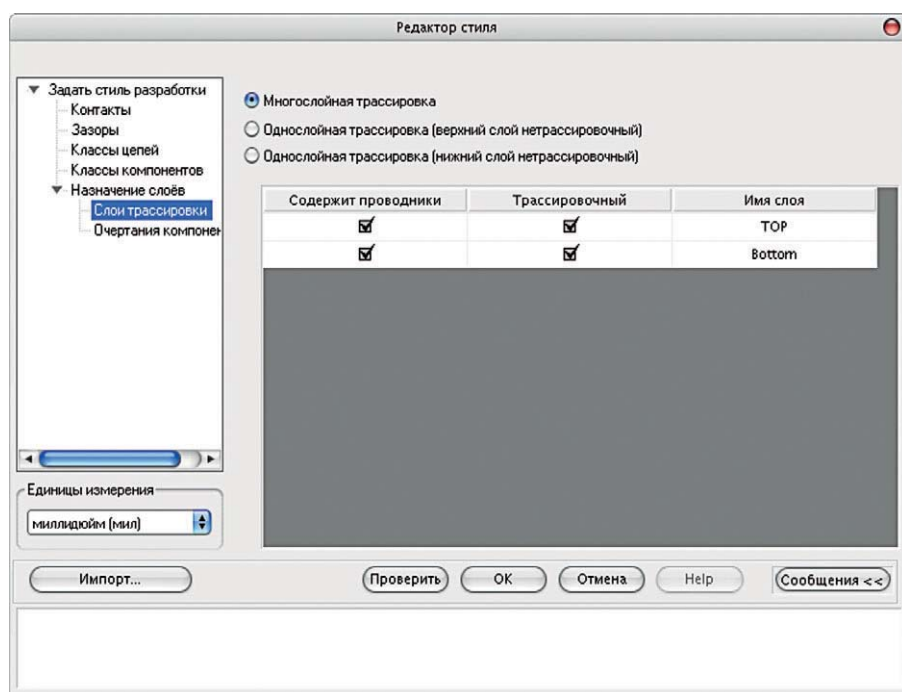 Редактор стиля
Задать стиль разработки
Контакты
Зазоры
Классы цепей
Классы компонентов
Назначение слоёв
Слои трассировки
Очертания компонен
Многослойная трассировка
Однослойная трассировка (верхний слой нетрассировочный)
Однослойная трассировка (нижний слой нетрассировочный)
Содержит проводники Трассировочный Имя слоя
TOP
Bottom
Единицы измерения
миллидюйм (мил)
Импорт... Проверить OK Отмена Help Сообщения <<